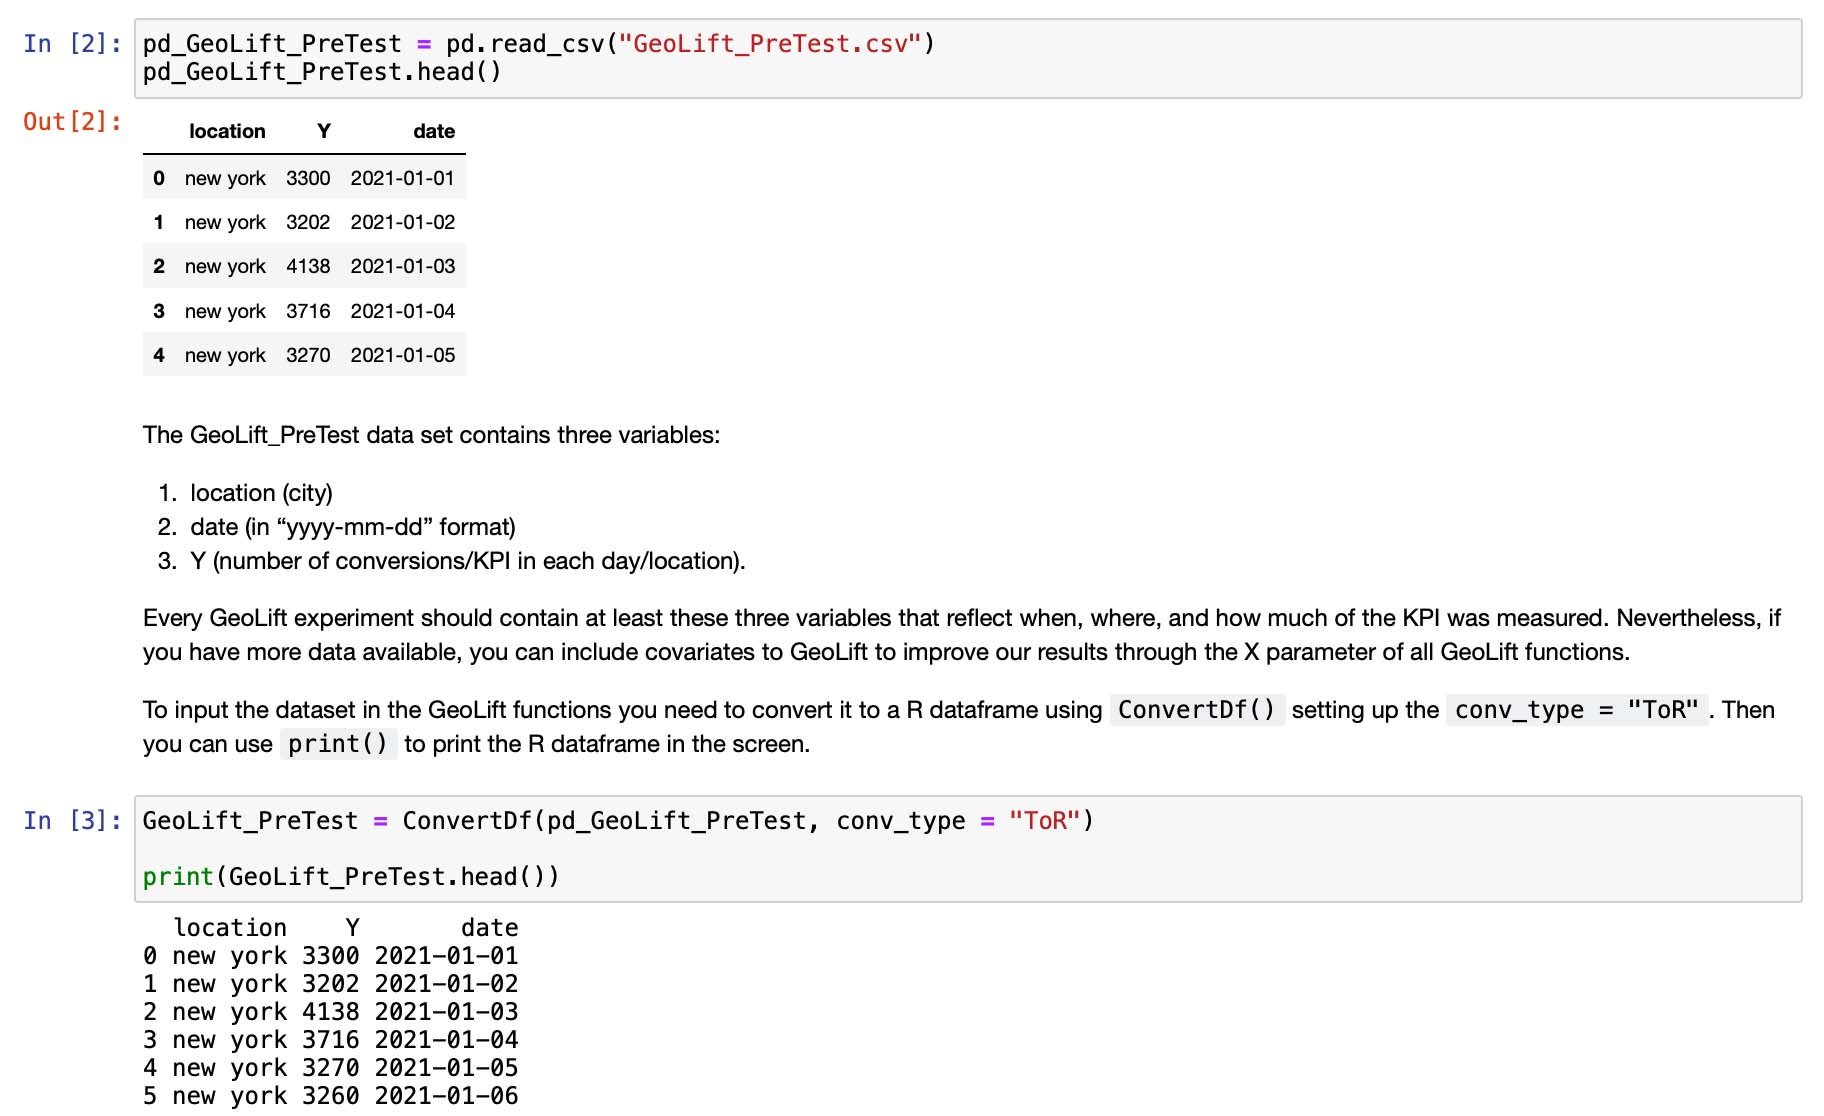 In [2]: pd_GeoLift_PreTest = pd.read_csv("GeoLift_PreTest.csv")
pd_GeoLift_PreTest.head()
Out[2]:
location Y date
0 new york 3300 2021-01-01
1 new york 3202 2021-01-02
2 new york 4138 2021-01-03
3 new york 3716 2021-01-04
4 new york 3270 2021-01-05
The GeoLift_PreTest data set contains three variables:
1. location (city)
2. date (in “yyyy-mm-dd” format)
3. Y (number of conversions/KPI in each day/location).
Every GeoLift experiment should contain at least these three variables that reflect when, where, and how much of the KPI was measured. Nevertheless, if
you have more data available, you can include covariates to GeoLift to improve our results through the X parameter of all GeoLift functions.
To input the dataset in the GeoLift functions you need to convert it to a R dataframe using ConvertDf() setting up the conv_type = "ToR" . Then
you can use print() to print the R dataframe in the screen.
In [3]: GeoLift_PreTest = ConvertDf(pd_GeoLift_PreTest, conv_type = "ToR")
print(GeoLift_PreTest.head())
location Y date
0 new york 3300 2021-01-01
1 new york 3202 2021-01-02
2 new york 4138 2021-01-03
3 new york 3716 2021-01-04
4 new york 3270 2021-01-05
5 new york 3260 2021-01-06